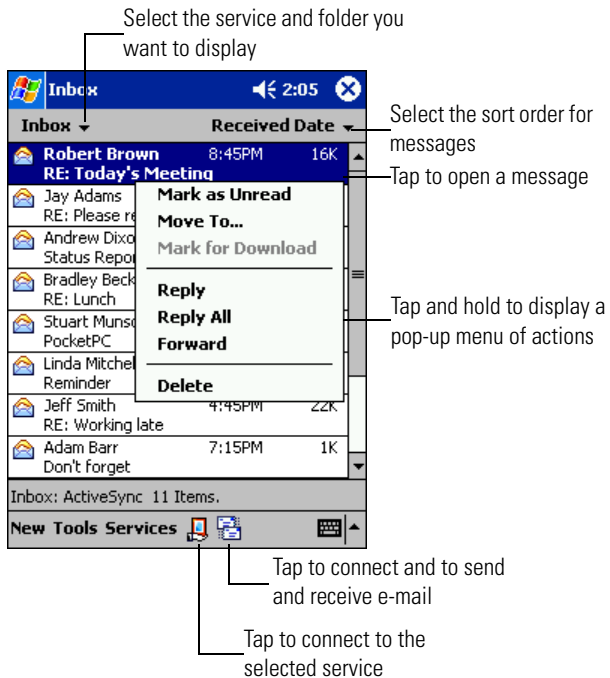 Select the service and folder you
want to display
Inbox 2:05
Inbox Received Date
Select the sort order for
messages
Robert Brown 8:45PM 16K
RE: Today's Meeting
Tap to open a message
Jay Adams
RE: Please re
Andrew Dixo
Status Repor
Bradley Beck
RE: Lunch
Stuart Munso
PocketPC
Linda Mitchel
Reminder
Mark as Unread
Move To...
Mark for Download
Reply
Reply All
Forward
Delete
Tap and hold to display a
pop-up menu of actions
Jeff Smith 4:45PM 22K
RE: Working late
Adam Barr 7:15PM 1K
Don't forget
Inbox: ActiveSync 11 Items.
New Tools Services
Tap to connect and to send
and receive e-mail
Tap to connect to the
selected service